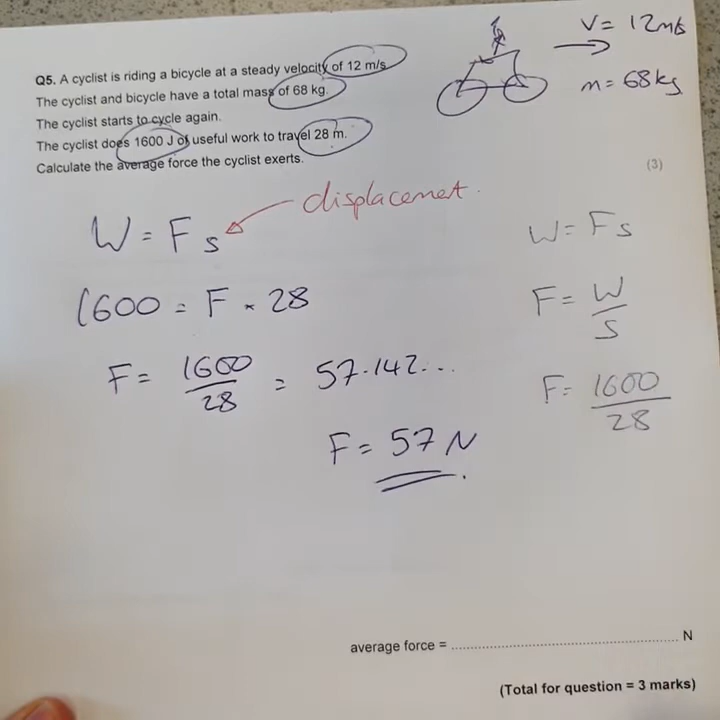 Q5. A cyclist is riding a bicycle at a steady velocity of 12 m/s
The cyclist and bicycle have a total mass of 68 kg.
The cyclist starts to cycle again.
The cyclist does 1600 J of useful work to travel 28 m.
Calculate the average force the cyclist exerts.
(3)
V = 12m/s
m = 68kg
W = Fs
displacement.
1600 = F × 28
F = 1600/28 = 57.142...
F = 57 N
W = Fs
F = W/s
F = 1600/28
average force = ............................................................ N
(Total for question = 3 marks)